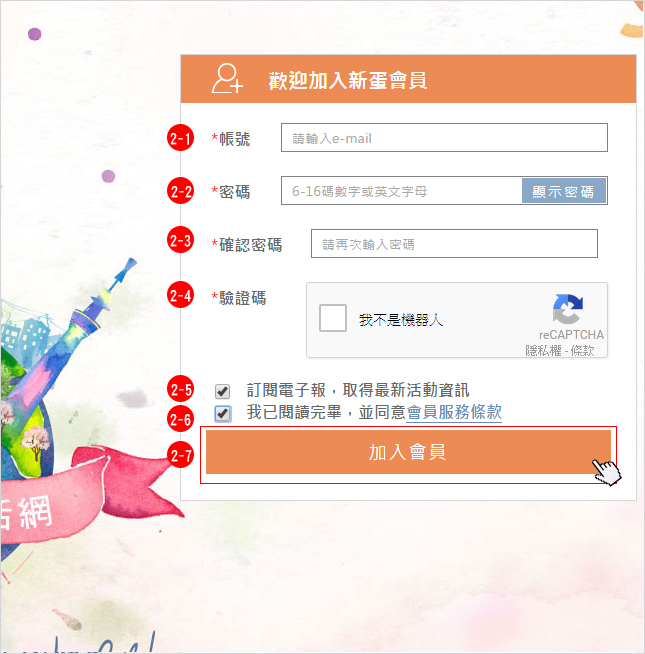 歡迎加入新蛋會員
2-1 *帳號 請輸入e-mail
2-2 *密碼 6-16碼數字或英文字母 顯示密碼
2-3 *確認密碼 請再次輸入密碼
2-4 *驗證碼 我不是機器人
reCAPTCHA
隱私權 - 條款
2-5 訂閱電子報，取得最新活動資訊
2-6 我已閱讀完畢，並同意會員服務條款
2-7 加入會員
活網